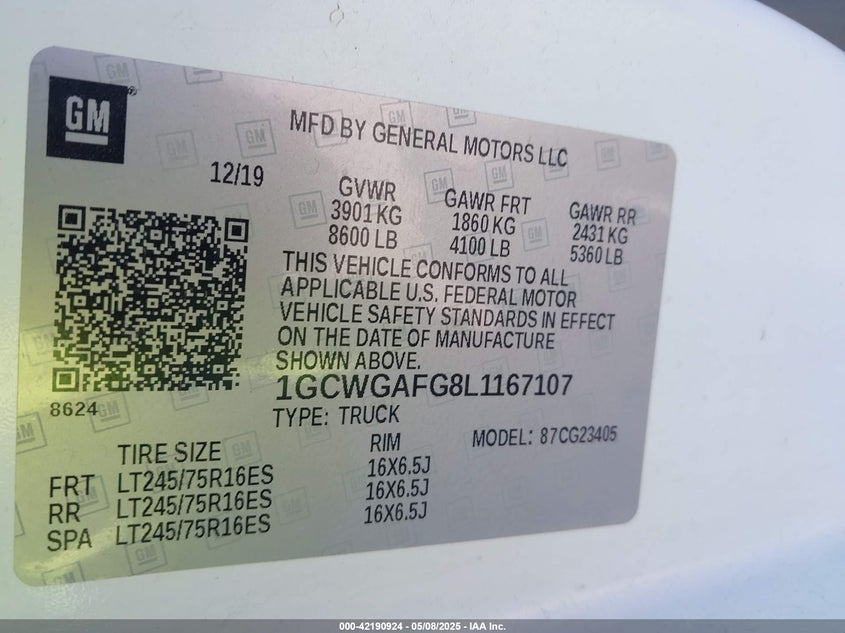 GM
MFD BY GENERAL MOTORS LLC
12/19
GVWR
3901 KG
8600 LB
GAWR FRT
1860 KG
4100 LB
GAWR RR
2431 KG
5360 LB
THIS VEHICLE CONFORMS TO ALL
APPLICABLE U.S. FEDERAL MOTOR
VEHICLE SAFETY STANDARDS IN EFFECT
ON THE DATE OF MANUFACTURE
SHOWN ABOVE.
1GCWGAFG8L1167107
8624
TYPE: TRUCK
MODEL: 87CG23405
TIRE SIZE RIM
FRT LT245/75R16ES 16X6.5J
RR LT245/75R16ES 16X6.5J
SPA LT245/75R16ES 16X6.5J
000-42190924 — 05/08/2025 — IAA Inc.